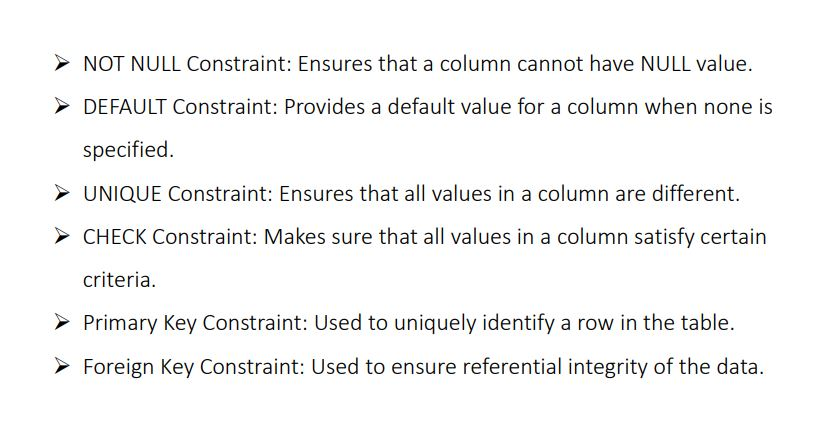 ➢ NOT NULL Constraint: Ensures that a column cannot have NULL value.
➢ DEFAULT Constraint: Provides a default value for a column when none is
specified.
➢ UNIQUE Constraint: Ensures that all values in a column are different.
➢ CHECK Constraint: Makes sure that all values in a column satisfy certain
criteria.
➢ Primary Key Constraint: Used to uniquely identify a row in the table.
➢ Foreign Key Constraint: Used to ensure referential integrity of the data.